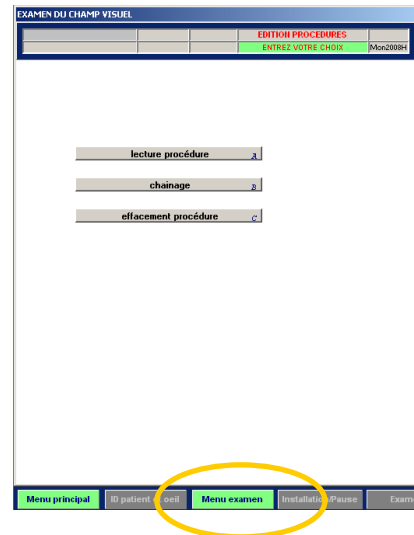 EXAMEN DU CHAMP VISUEL
EDITION PROCEDURES
ENTREZ VOTRE CHOIX Mon2008H
lecture procédure A
chainage B
effacement procédure C
Menu principal ID patient et oeil Menu examen Installation/Pause Exam